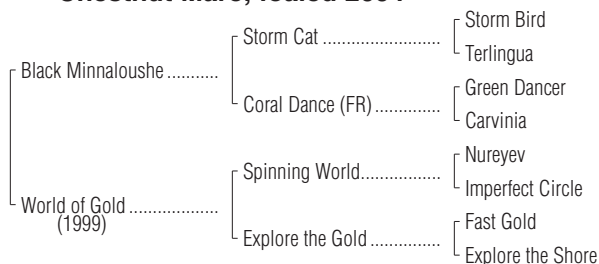 Chestnut Mare; foaled
Storm Bird
Storm Cat ........................
Terlingua
Black Minnaloushe ...........
Green Dancer
Coral Dance (FR) ..............
Carvinia
Nureyev
Spinning World.................
Imperfect Circle
World of Gold ...................
(1999)
Fast Gold
Explore the Gold ...............
Explore the Shore